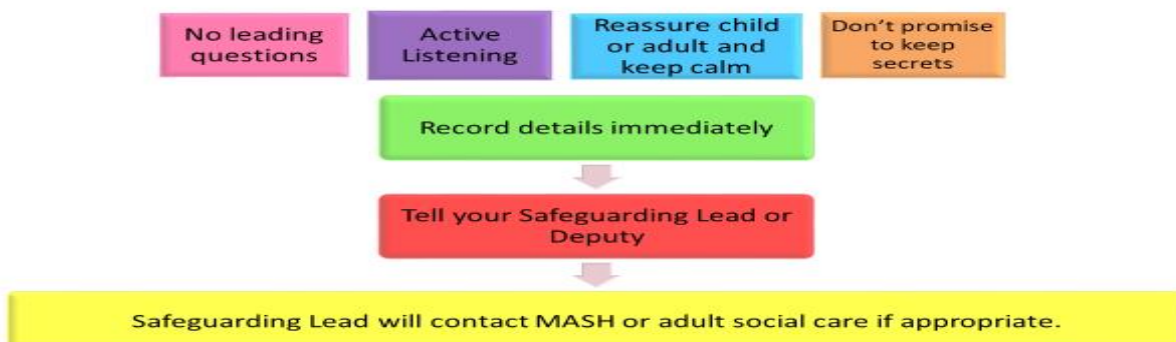 No leading
questions
Active
Listening
Reassure child
or adult and
keep calm
Don't promise
to keep
secrets
Record details immediately
Tell your Safeguarding Lead or
Deputy
Safeguarding Lead will contact MASH or adult social care if appropriate.